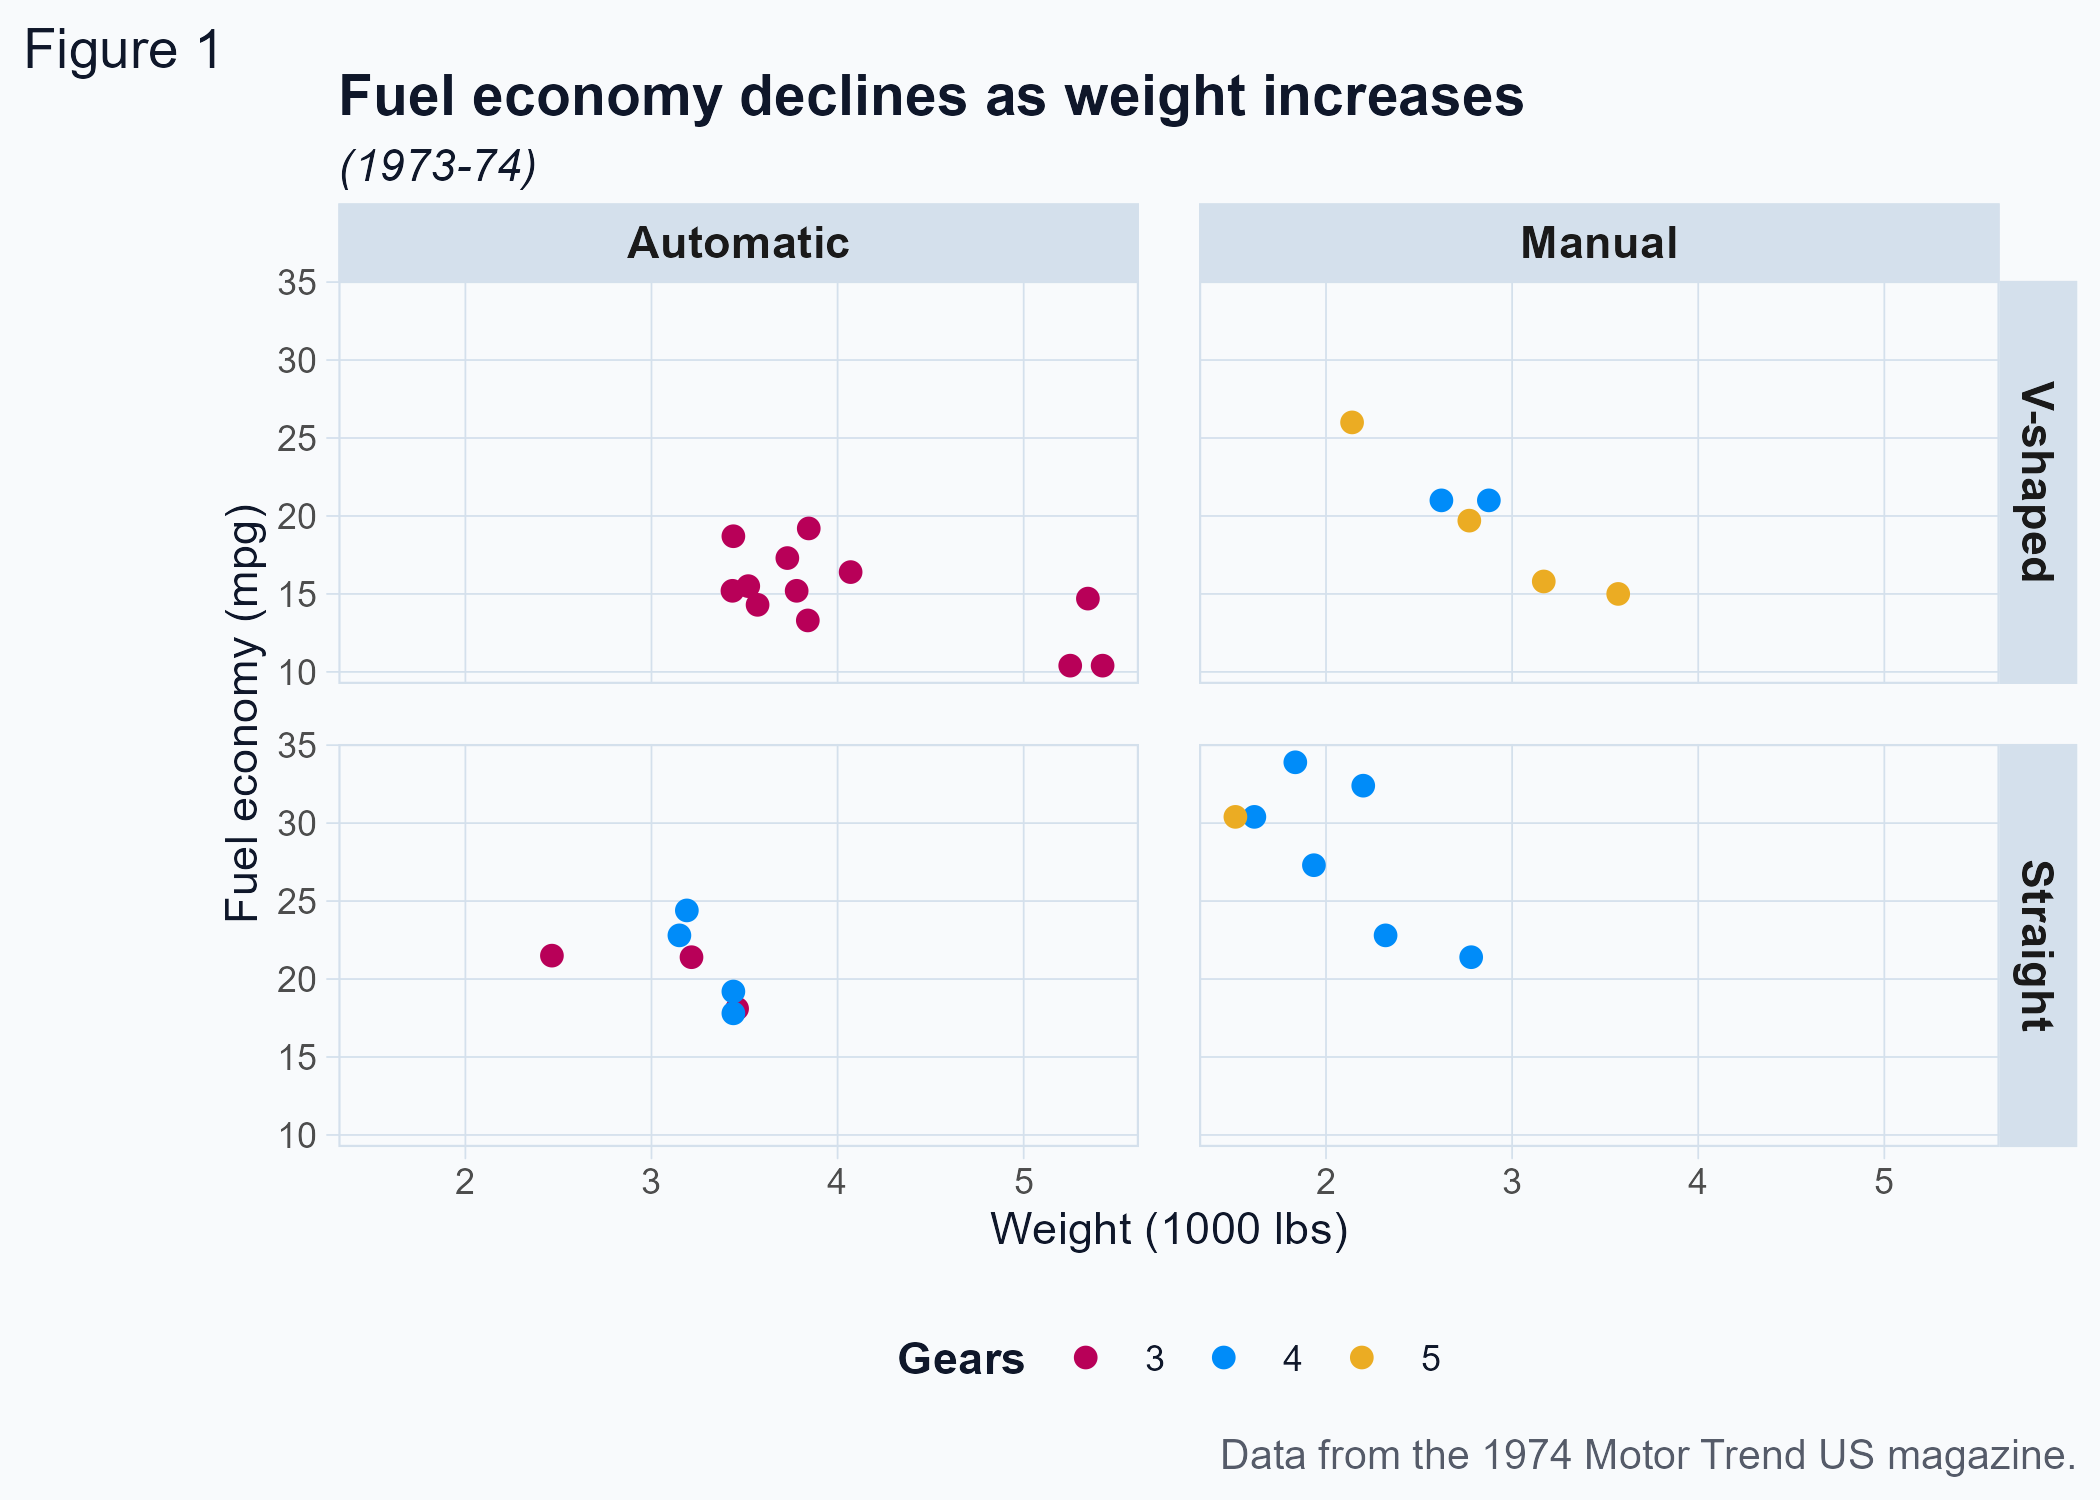 Figure 1
Fuel economy declines as weight increases
(1973-74)
Automatic
Manual
35
30
25
20
15
10
V-shaped
Fuel economy (mpg)
35
30
25
20
15
10
Straight
2 3 4 5
2 3 4 5
Weight (1000 lbs)
Gears 3 4 5
Data from the 1974 Motor Trend US magazine.